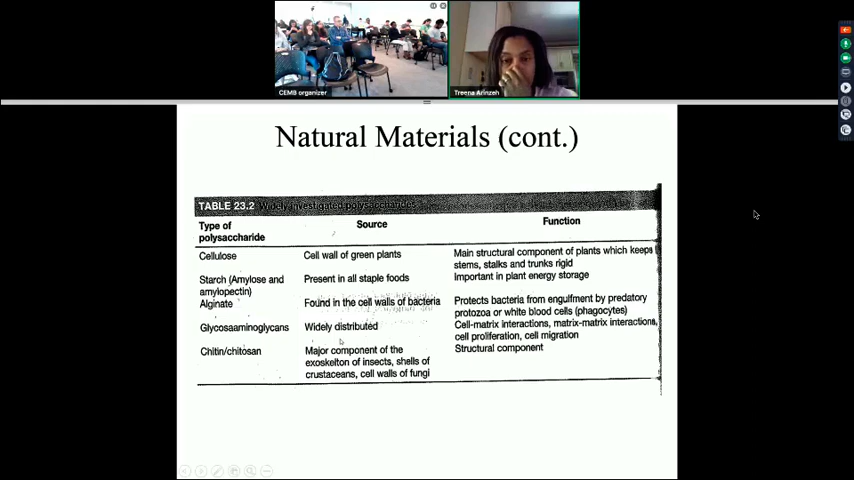 CEMB organizer
Treena Arinzeh
Natural Materials (cont.)
TABLE 23.2 Widely investigated polysaccharides
Type of polysaccharide
Source
Function
Cellulose
Cell wall of green plants
Main structural component of plants which keeps
stems, stalks and trunks rigid
Starch (Amylose and
amylopectin)
Present in all staple foods
Important in plant energy storage
Alginate
Found in the cell walls of bacteria
Protects bacteria from engulfment by predatory
protozoa or white blood cells (phagocytes)
Glycosaaminoglycans
Widely distributed
Cell-matrix interactions, matrix-matrix interactions,
cell proliferation, cell migration
Chitin/chitosan
Major component of the
exoskelton of insects, shells of
crustaceans, cell walls of fungi
Structural component